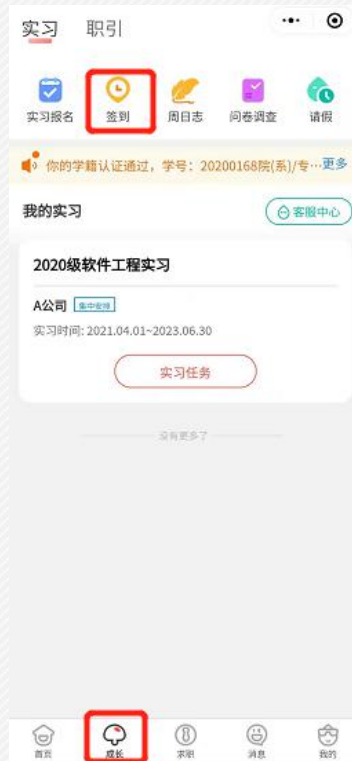 实习 职引
实习报名 签到 周日志 问卷调查 请假
你的学籍认证通过，学号：20200168院(系)/专…更多
我的实习 客服中心
2020级软件工程实习
A公司 集中安排
实习时间: 2021.04.01~2023.06.30
实习任务
没有更多了
首页 成长 求职 消息 我的